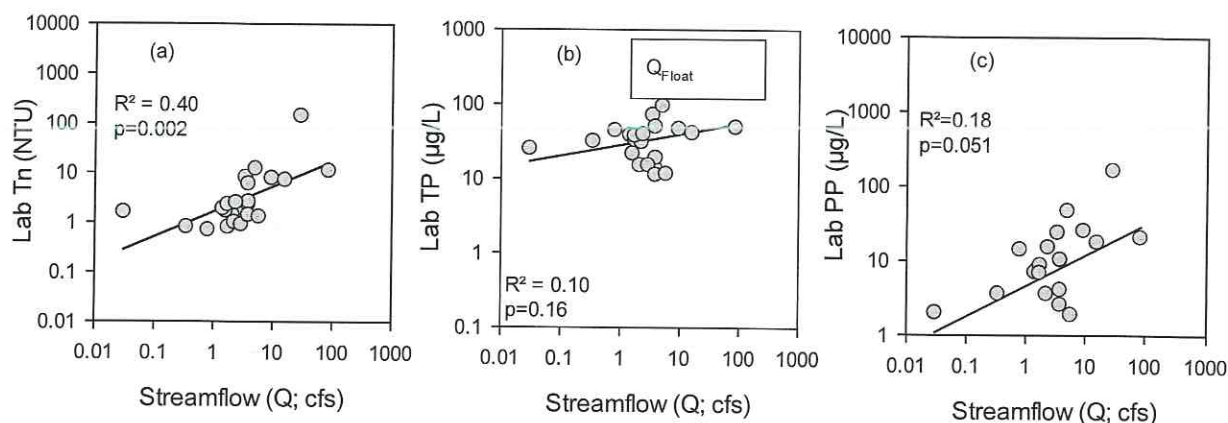 10000
1000
100
10
1
0.1
0.01
Lab Tn (NTU)
(a)
R² = 0.40
p=0.002
0.01 0.1 1 10 100 1000
Streamflow (Q; cfs)
1000
100
10
1
0.1
Lab TP (µg/L)
(b)
QFloat
R² = 0.10
p=0.16
0.01 0.1 1 10 100 1000
Streamflow (Q; cfs)
10000
1000
100
10
1
Lab PP (µg/L)
(c)
R²=0.18
p=0.051
0.01 0.1 1 10 100 1000
Streamflow (Q; cfs)